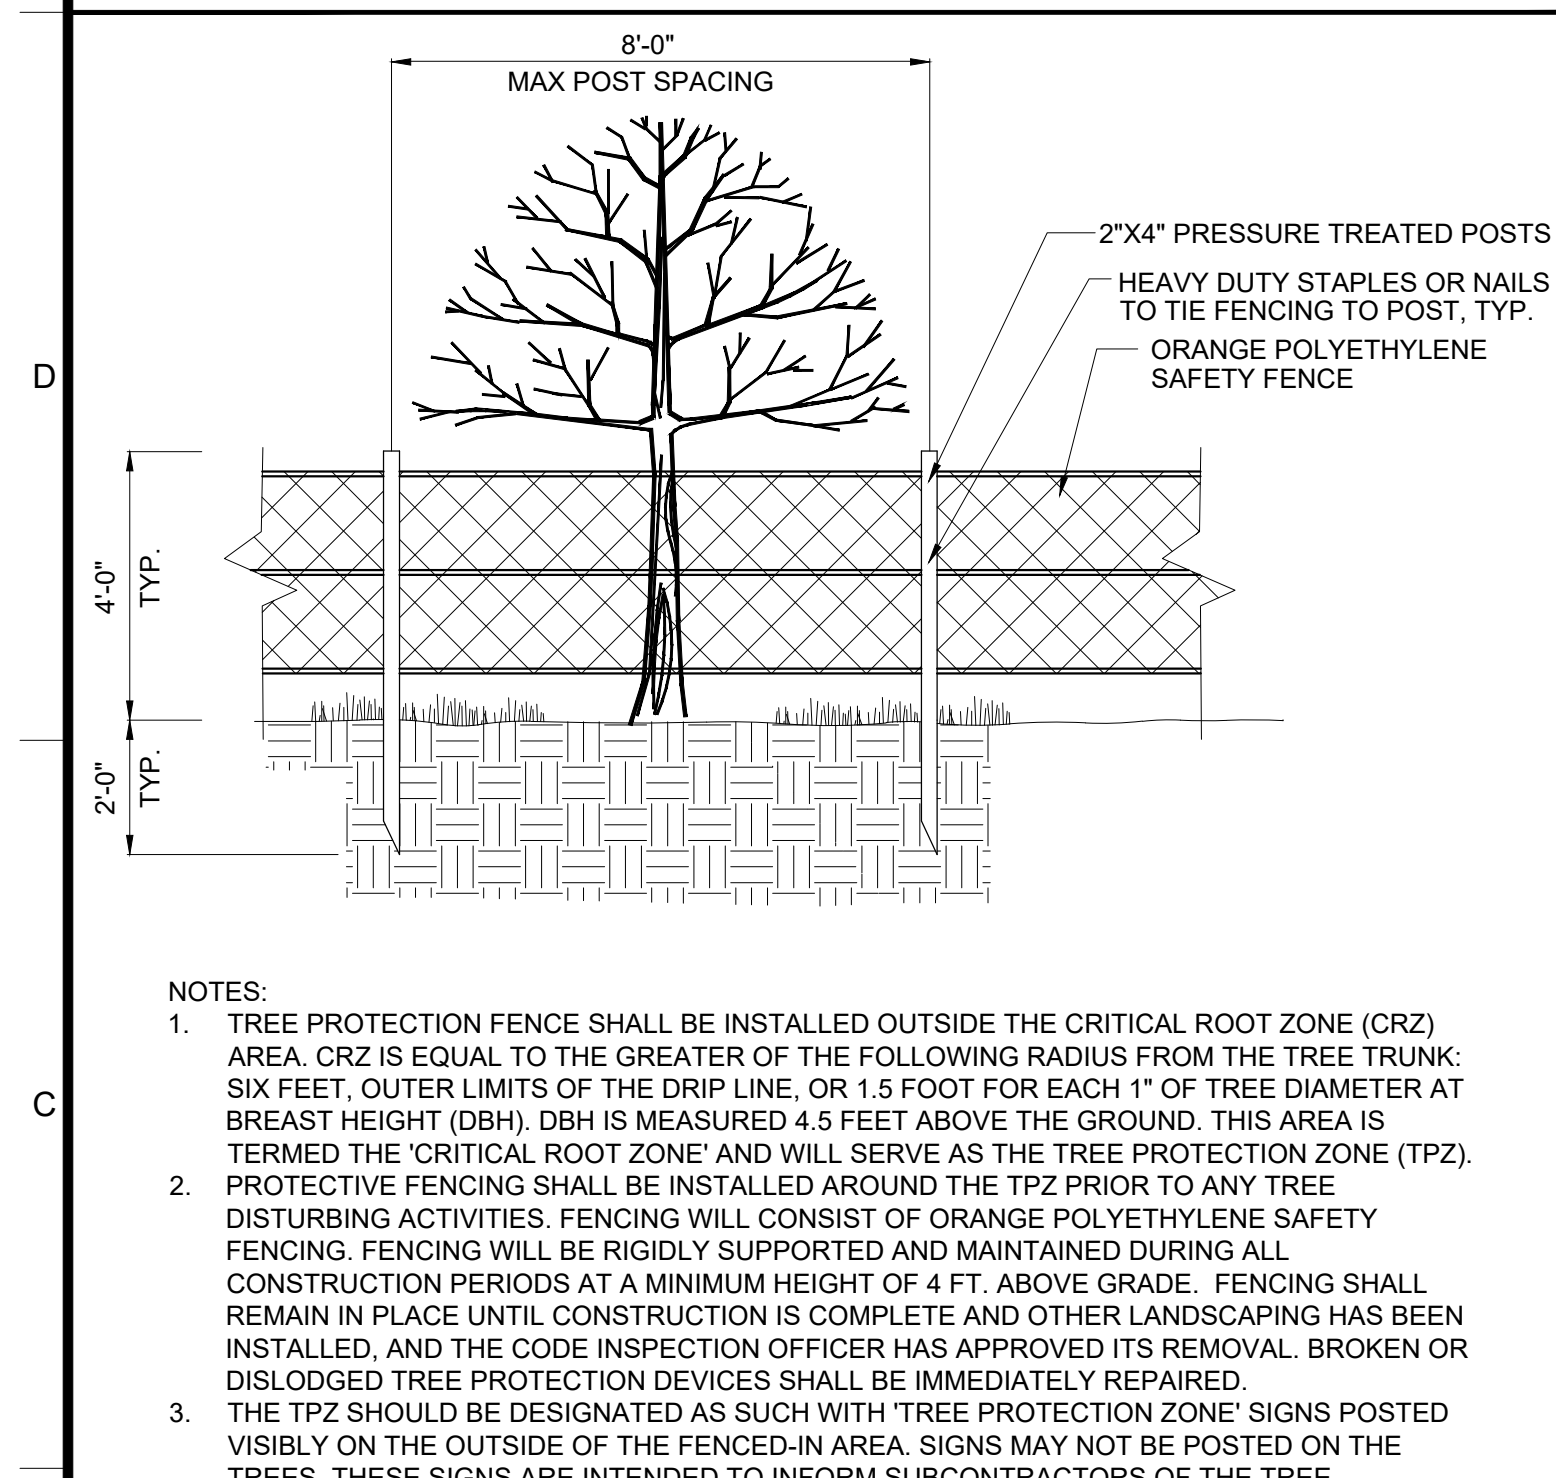 8'-0"
MAX POST SPACING
2"X4" PRESSURE TREATED POSTS
HEAVY DUTY STAPLES OR NAILS
TO TIE FENCING TO POST, TYP.
ORANGE POLYETHYLENE
SAFETY FENCE
D
4'-0"
TYP.
2'-0"
TYP.
C
NOTES:
1. TREE PROTECTION FENCE SHALL BE INSTALLED OUTSIDE THE CRITICAL ROOT ZONE (CRZ)
AREA. CRZ IS EQUAL TO THE GREATER OF THE FOLLOWING RADIUS FROM THE TREE TRUNK:
SIX FEET, OUTER LIMITS OF THE DRIP LINE, OR 1.5 FOOT FOR EACH 1" OF TREE DIAMETER AT
BREAST HEIGHT (DBH). DBH IS MEASURED 4.5 FEET ABOVE THE GROUND. THIS AREA IS
TERMED THE 'CRITICAL ROOT ZONE' AND WILL SERVE AS THE TREE PROTECTION ZONE (TPZ).
2. PROTECTIVE FENCING SHALL BE INSTALLED AROUND THE TPZ PRIOR TO ANY TREE
DISTURBING ACTIVITIES. FENCING WILL CONSIST OF ORANGE POLYETHYLENE SAFETY
FENCING. FENCING WILL BE RIGIDLY SUPPORTED AND MAINTAINED DURING ALL
CONSTRUCTION PERIODS AT A MINIMUM HEIGHT OF 4 FT. ABOVE GRADE. FENCING SHALL
REMAIN IN PLACE UNTIL CONSTRUCTION IS COMPLETE AND OTHER LANDSCAPING HAS BEEN
INSTALLED, AND THE CODE INSPECTION OFFICER HAS APPROVED ITS REMOVAL. BROKEN OR
DISLODGED TREE PROTECTION DEVICES SHALL BE IMMEDIATELY REPAIRED.
3. THE TPZ SHOULD BE DESIGNATED AS SUCH WITH 'TREE PROTECTION ZONE' SIGNS POSTED
VISIBLY ON THE OUTSIDE OF THE FENCED-IN AREA. SIGNS MAY NOT BE POSTED ON THE
TREES. THESE SIGNS ARE INTENDED TO INFORM SUBCONTRACTORS OF THE TREE